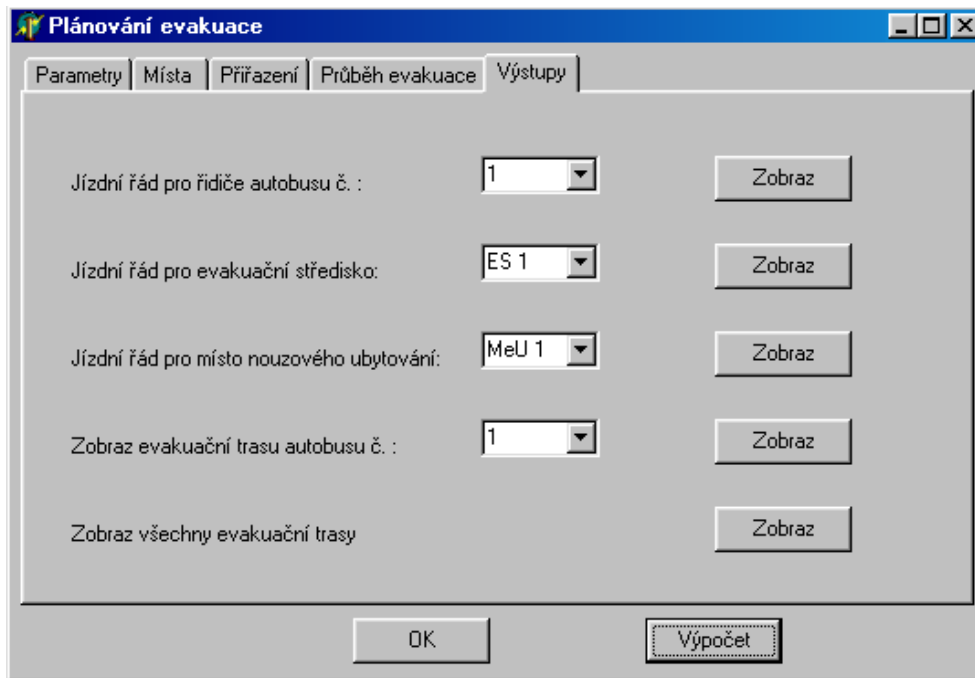 Plánování evakuace
Parametry Místa Přiřazení Průběh evakuace Výstupy
Jízdní řád pro řidiče autobusu č. : 1 Zobraz
Jízdní řád pro evakuační středisko: ES 1 Zobraz
Jízdní řád pro místo nouzového ubytování: MeU 1 Zobraz
Zobraz evakuační trasu autobusu č. : 1 Zobraz
Zobraz všechny evakuační trasy Zobraz
OK Výpočet